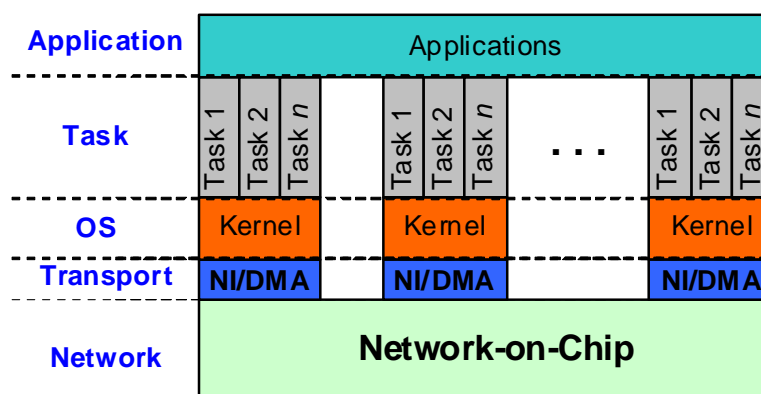 Application
Applications
Task
Task 1
Task 2
Task n
Task 1
Task 2
Task n
. . .
Task 1
Task 2
Task n
OS
Kernel
Kernel
Kernel
Transport
NI/DMA
NI/DMA
NI/DMA
Network
Network-on-Chip